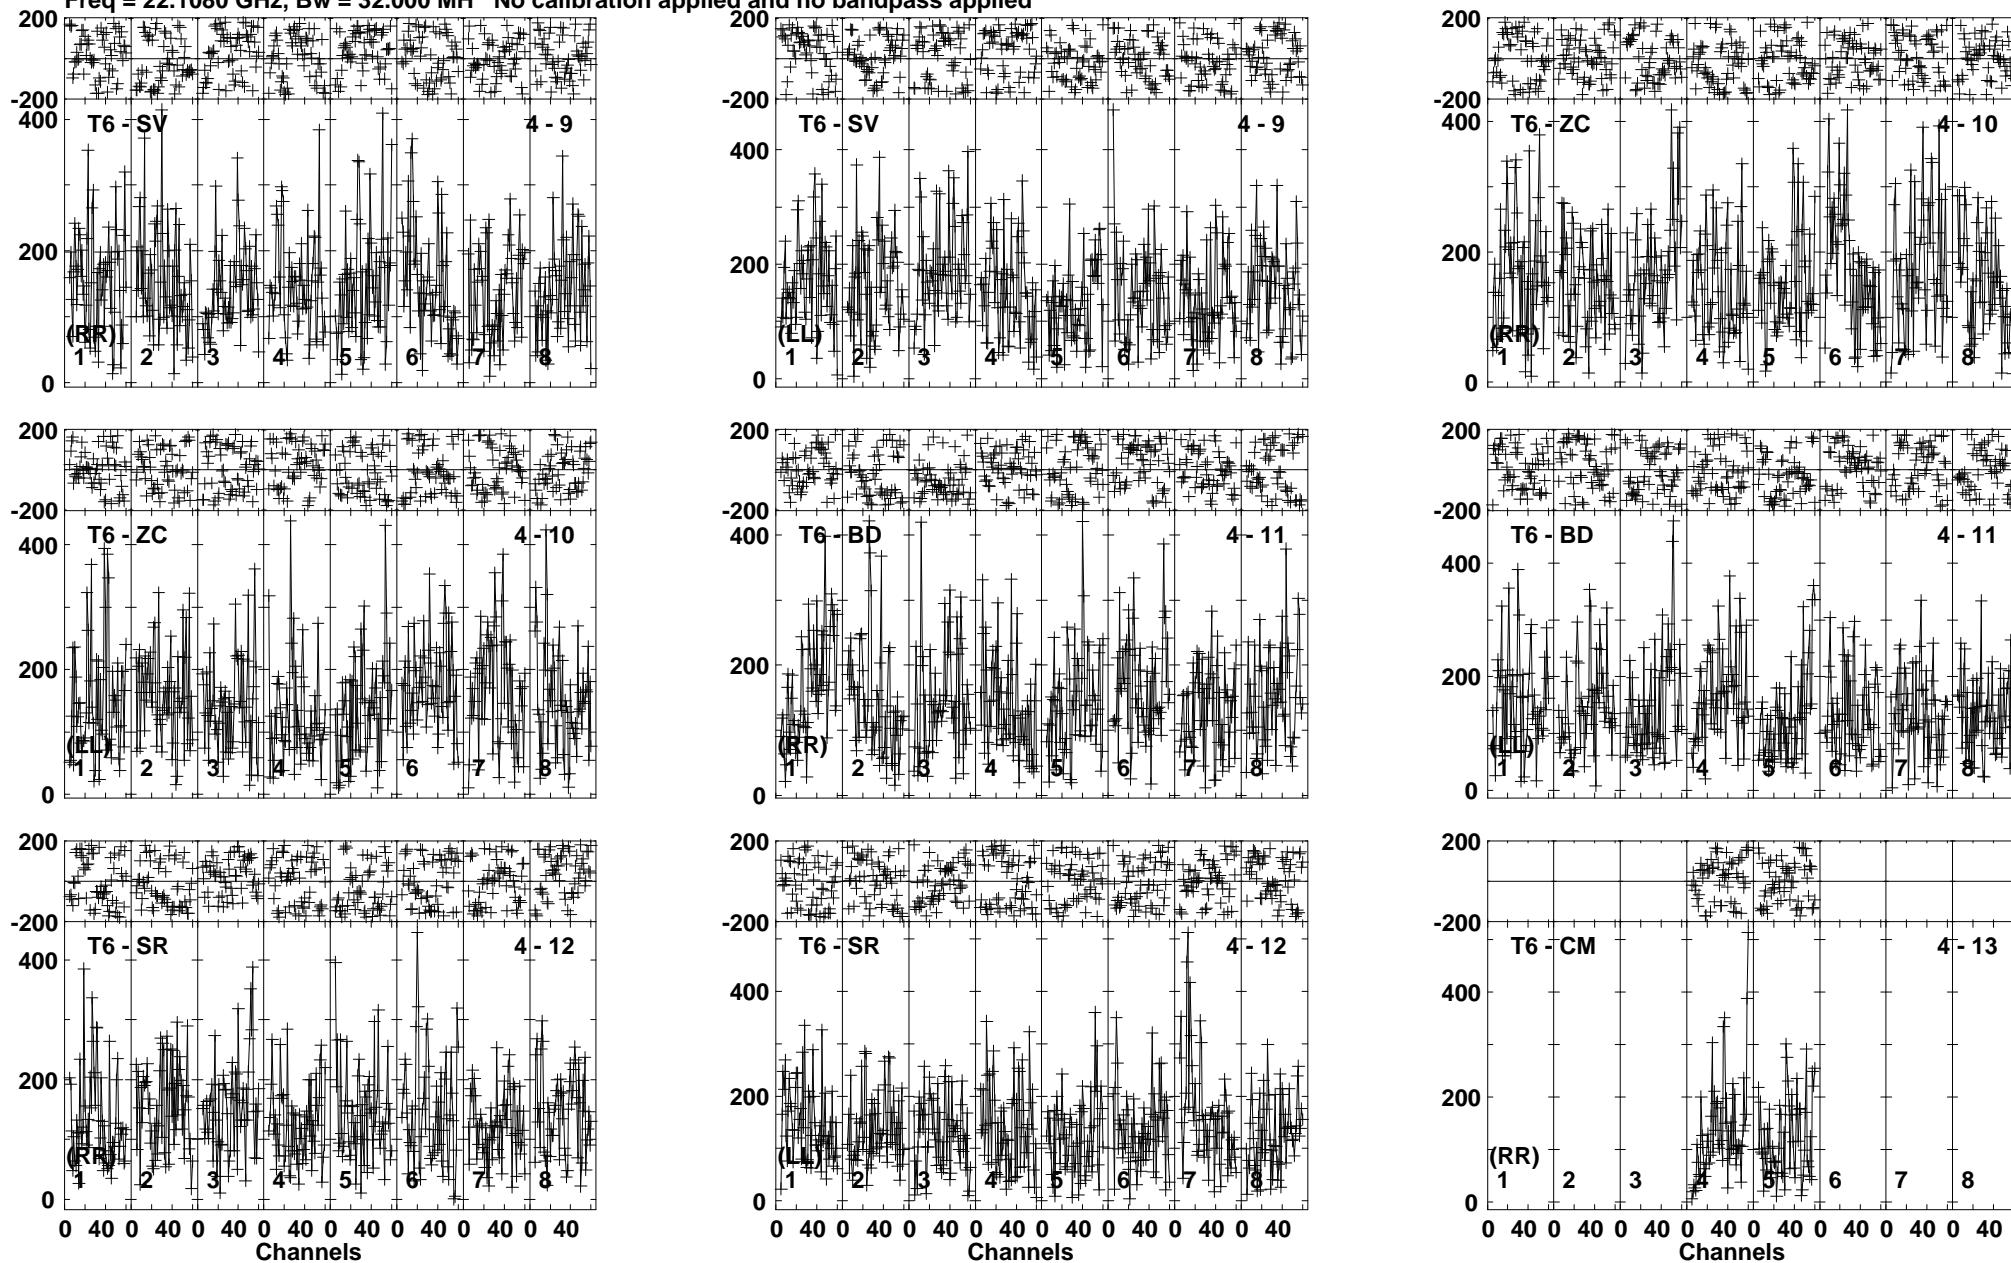 Freq = 22.1080 GHz, Bw = 32.000 MH No calibration applied and no bandpass applied
200 200 200
-200 -200 -200
400 T6 - SV 4 - 9 T6 - SV 4 - 9 400 T6 - ZC 4 - 10
400
200 200 200
(RR) (LL) (RR)
1 2 3 4 5 6 7 8 1 2 3 4 5 6 7 8 1 2 3 4 5 6 7 8
0 0 0
200 200 200
-200 -200 -200
T6 - ZC 4 - 10 T6 - BD 4 - 11 T6 - BD 4 - 11
400 400 400
200 200 200
(LL) (RR) (LL)
1 2 3 4 5 6 7 8 1 2 3 4 5 6 7 8 1 2 3 4 5 6 7 8
0 0 0
200 200 200
-200 -200 -200
T6 - SR 4 - 12 T6 - SR 4 - 12 T6 - CM 4 - 13
400 400 400
200 200 200
(RR) (LL) (RR)
1 2 3 4 5 6 7 8 1 2 3 4 5 6 7 8 1 2 3 4 5 6 7 8
0 0 0
0 40 0 40 0 40 0 40 0 40 0 40 0 40 0 40 0 40 0 40 0 40 0 40 0 40 0 40 0 40 0 40 0 40 0 40 0 40 0 40 0 40 0 40 0 40 0 40
Channels Channels